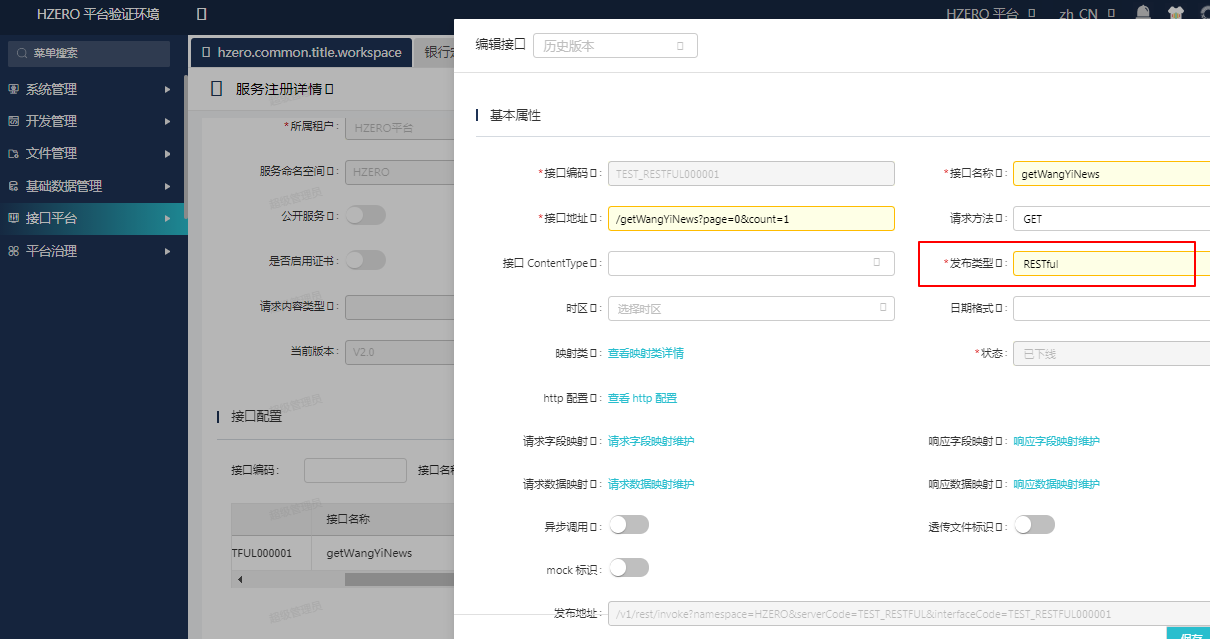 HZERO 平台验证环境
HZERO 平台
zh_CN
菜单搜索
系统管理
开发管理
文件管理
基础数据管理
接口平台
平台治理
hzero.common.title.workspace
服务注册详情
*所属租户:
HZERO平台
服务命名空间:
HZERO
公开服务:
是否启用证书:
请求内容类型:
当前版本:
V2.0
接口配置
接口编码:
接口名称
TFUL000001
getWangYiNews
超级管理员
编辑接口
历史版本
基本属性
*接口编码:
TEST_RESTFUL000001
*接口名称:
getWangYiNews
*接口地址:
/getWangYiNews?page=0&count=1
请求方法:
GET
接口 ContentType:
*发布类型:
RESTful
时区:
选择时区
日期格式:
映射类:
查看映射类详情
*状态:
已下线
http 配置:
查看 http 配置
请求字段映射:
请求字段映射维护
响应字段映射:
响应字段映射维护
请求数据映射:
请求数据映射维护
响应数据映射:
响应数据映射维护
异步调用:
透传文件标识:
mock 标识:
发布地址:
/v1/rest/invoke?namespace=HZERO&serverCode=TEST_RESTFUL&interfaceCode=TEST_RESTFUL000001
保存